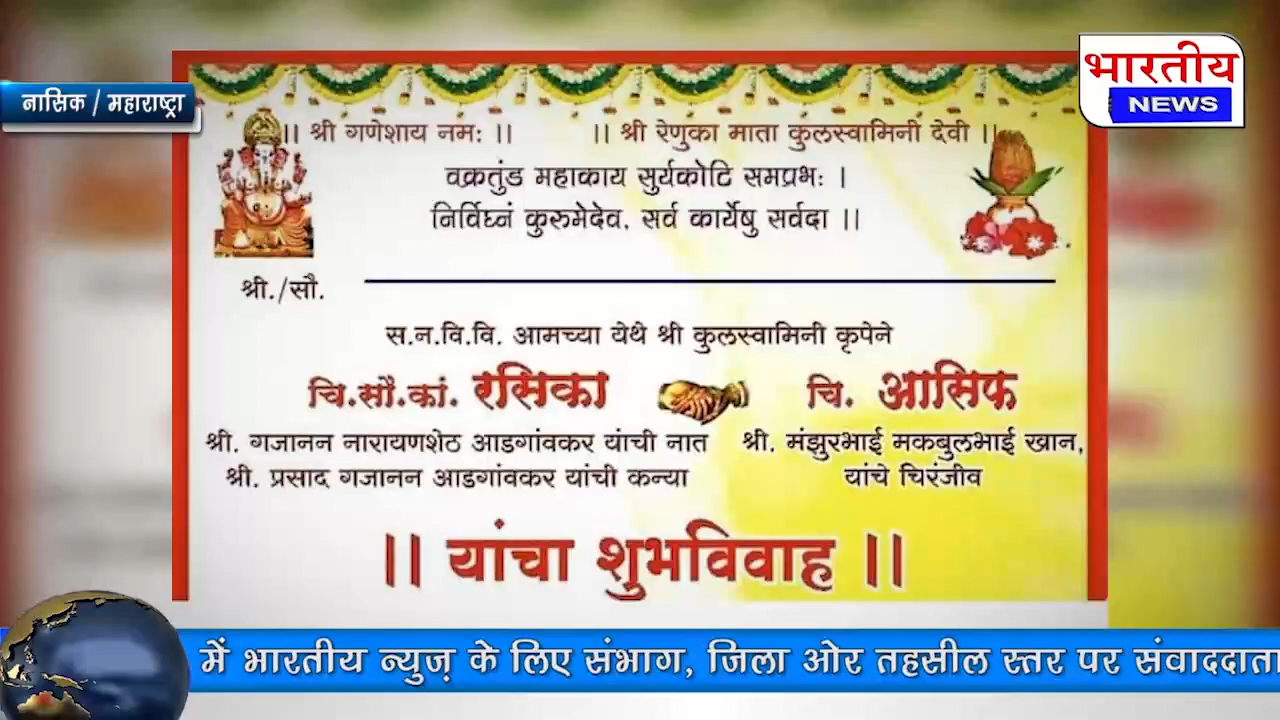 भारतीय
NEWS
नासिक / महाराष्ट्रा
|| श्री गणेशाय नमः || || श्री रेणुका माता कुलस्वामिनी देवी ||
वक्रतुंड महाकाय सुर्यकोटि समप्रभः ।
निर्विघ्नं कुरुमेदेव. सर्व कार्येषु सर्वदा ।।
श्री./सौ.
स.न.वि.वि. आमच्या येथे श्री कुलस्वामिनी कृपेने
चि.सौ.कां. रसिका चि. आसिफ
श्री. गजानन नारायणशेठ आडगांवकर यांची नात श्री. मंझुरभाई मकबुलभाई खान,
श्री. प्रसाद गजानन आडगांवकर यांची कन्या यांचे चिरंजीव
|| यांचा शुभविवाह ||
में भारतीय न्युज़ के लिए संभाग, जिला ओर तहसील स्तर पर संवाददाता